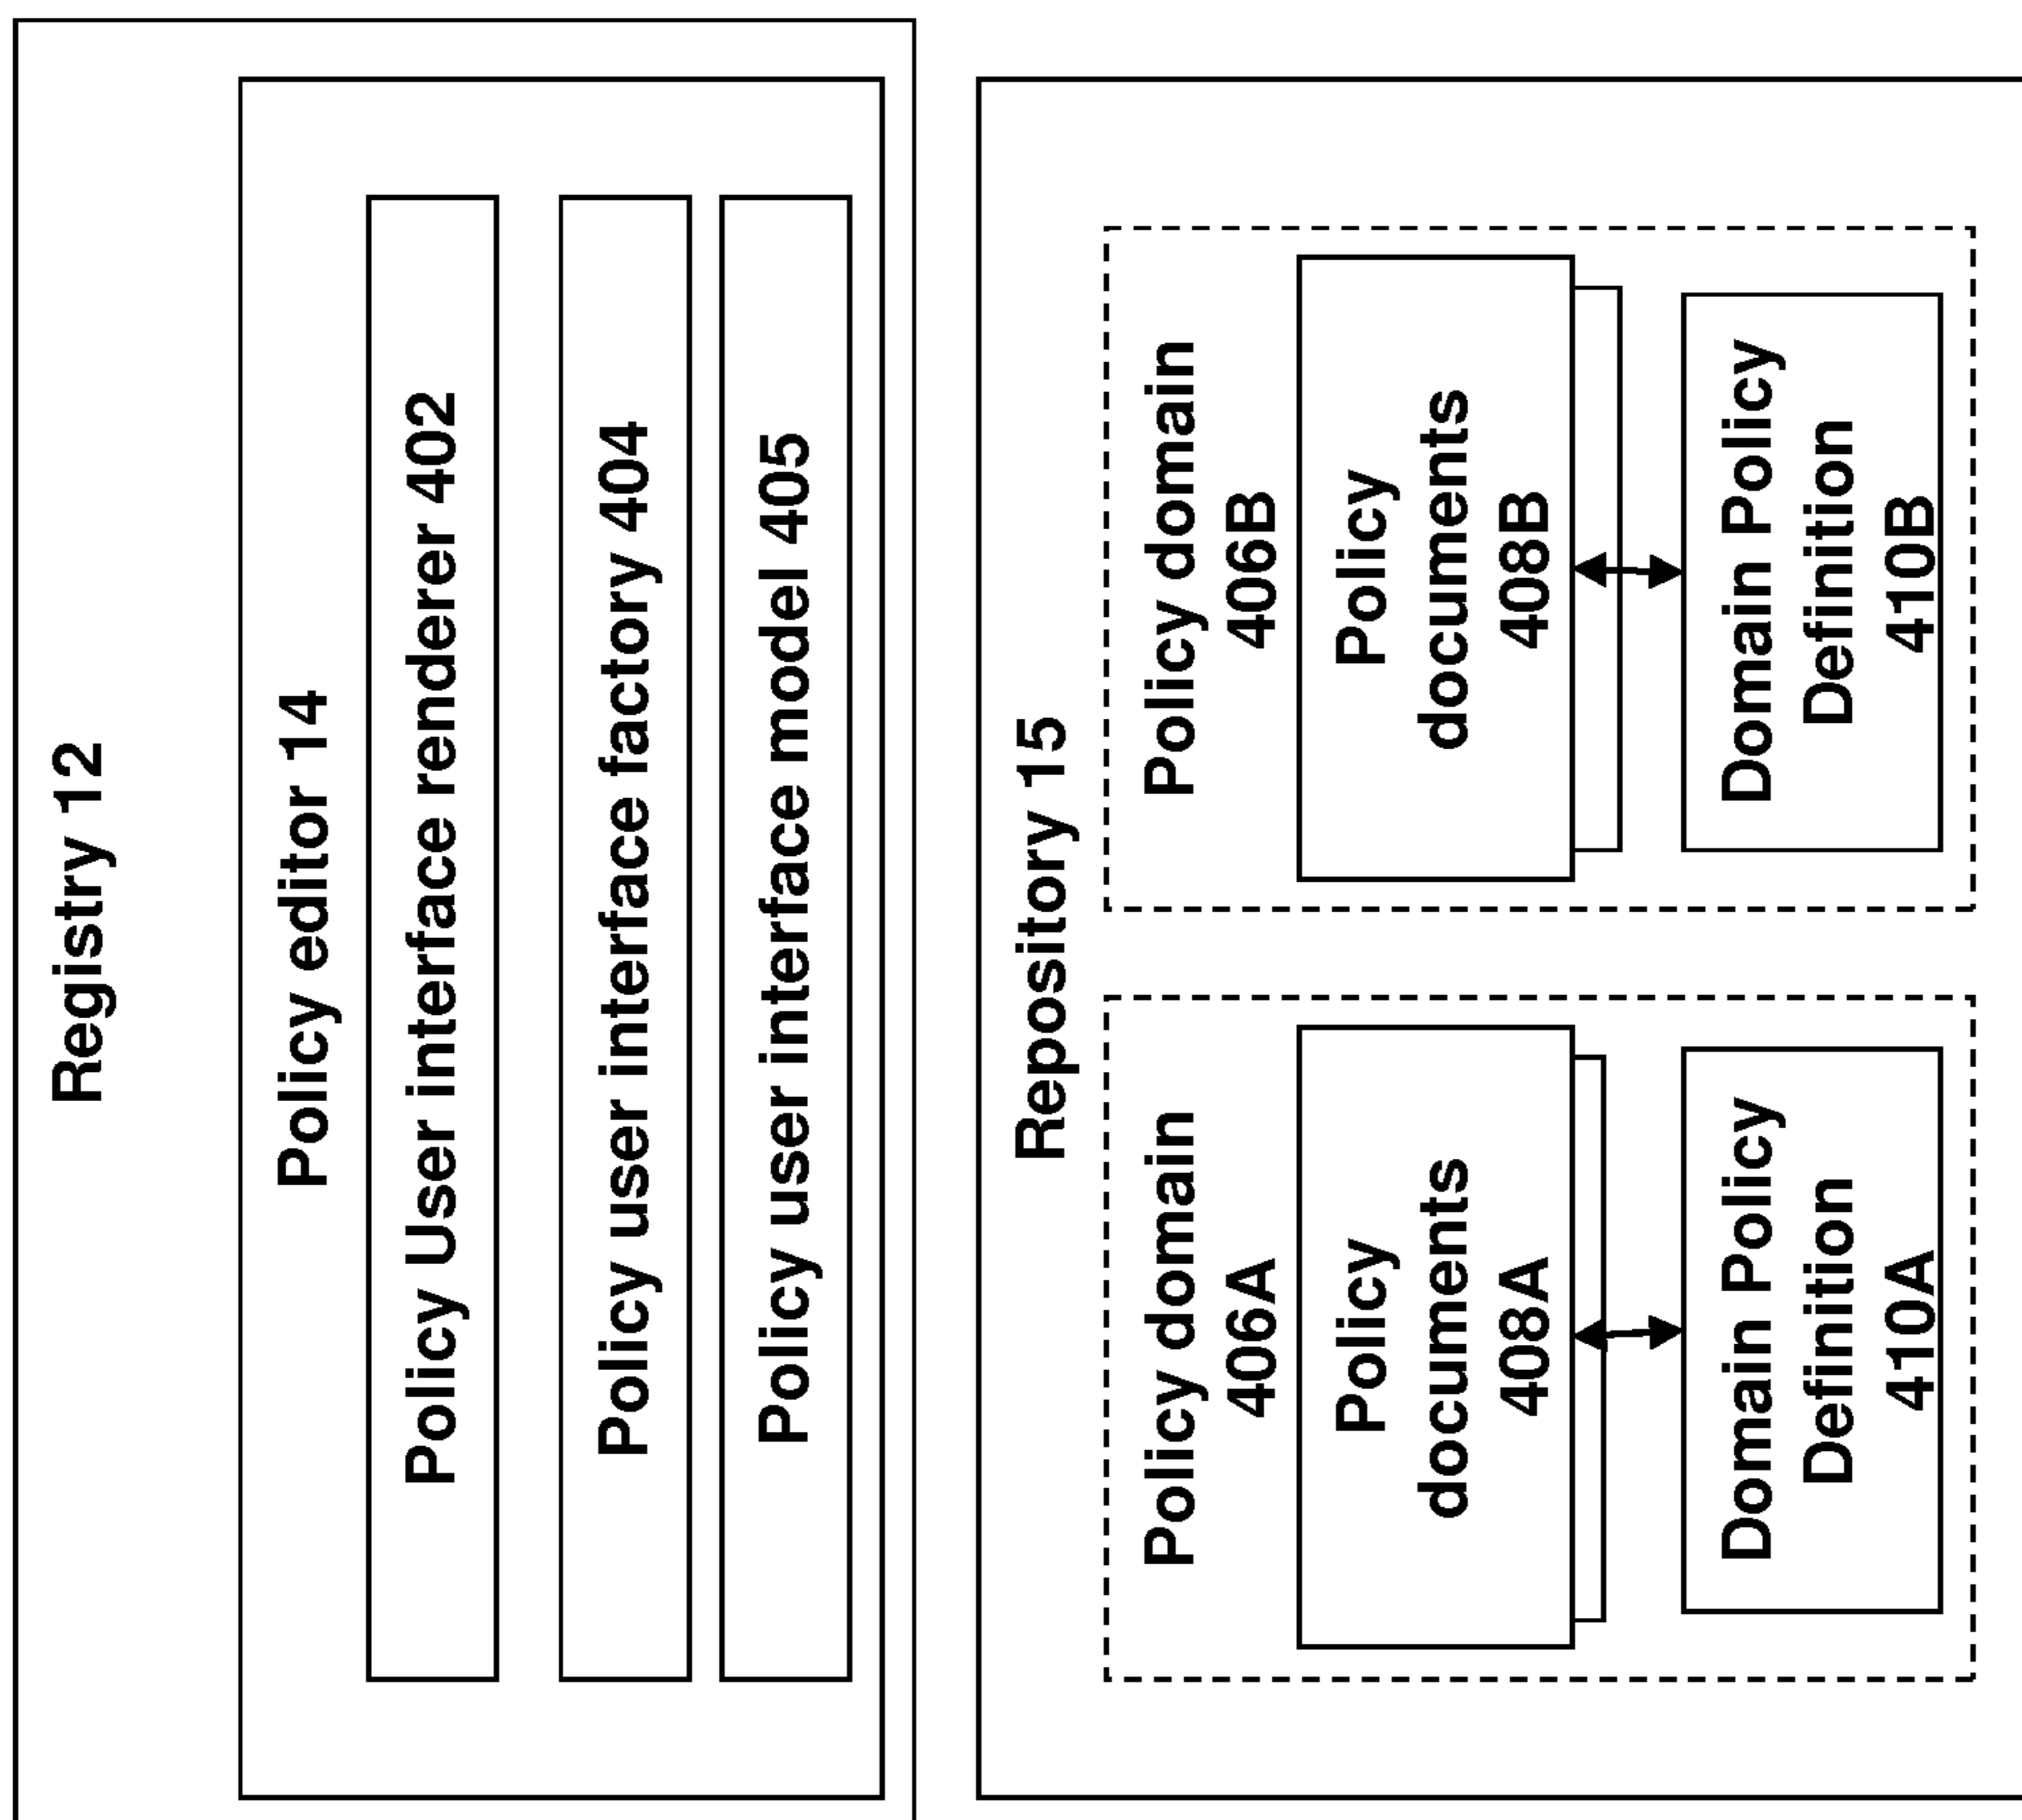 Registry 12
Policy editor 14
Policy User interface renderer 402
Policy user interface factory 404
Policy user interface model 405
Repository 15
Policy domain
406A
Policy
documents
408A
Domain Policy
Definition
410A
Policy domain
406B
Policy
documents
408B
Domain Policy
Definition
410B